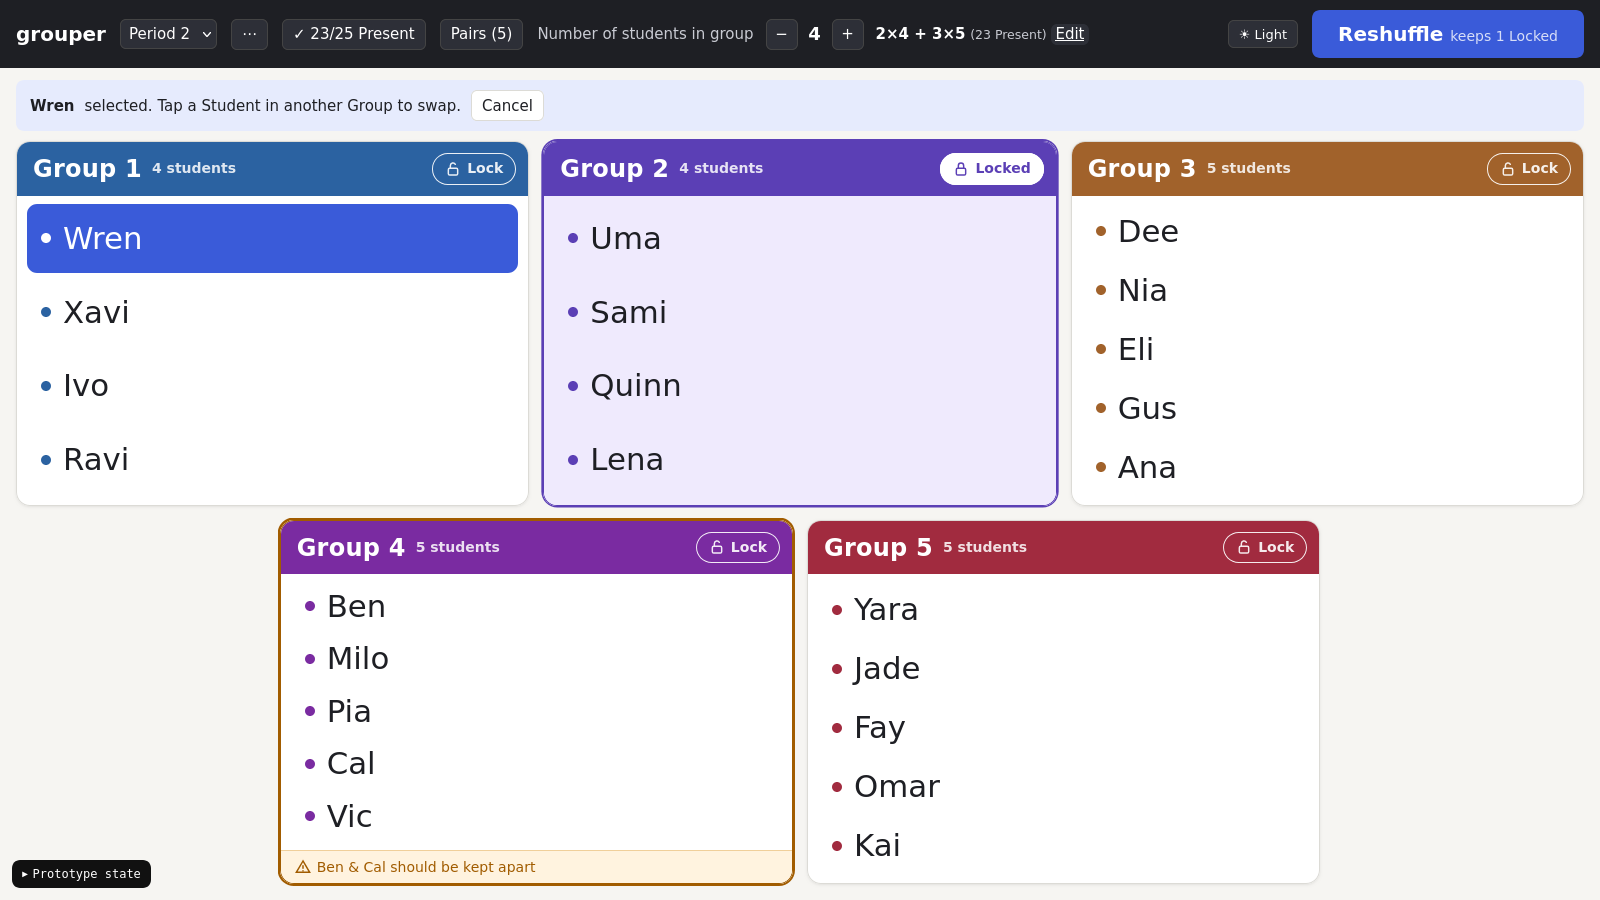 grouper Period 2 ··· ✓ 23/25 Present Pairs (5) Number of students in group − 4 + 2×4 + 3×5 (23 Present) Edit ☀ Light Reshuffle keeps 1 Locked
Wren selected. Tap a Student in another Group to swap. Cancel
Group 1 4 students Lock
Wren
Xavi
Ivo
Ravi
Group 2 4 students Locked
Uma
Sami
Quinn
Lena
Group 3 5 students Lock
Dee
Nia
Eli
Gus
Ana
Group 4 5 students Lock
Ben
Milo
Pia
Cal
Vic
Ben & Cal should be kept apart
Group 5 5 students Lock
Yara
Jade
Fay
Omar
Kai
▸ Prototype state